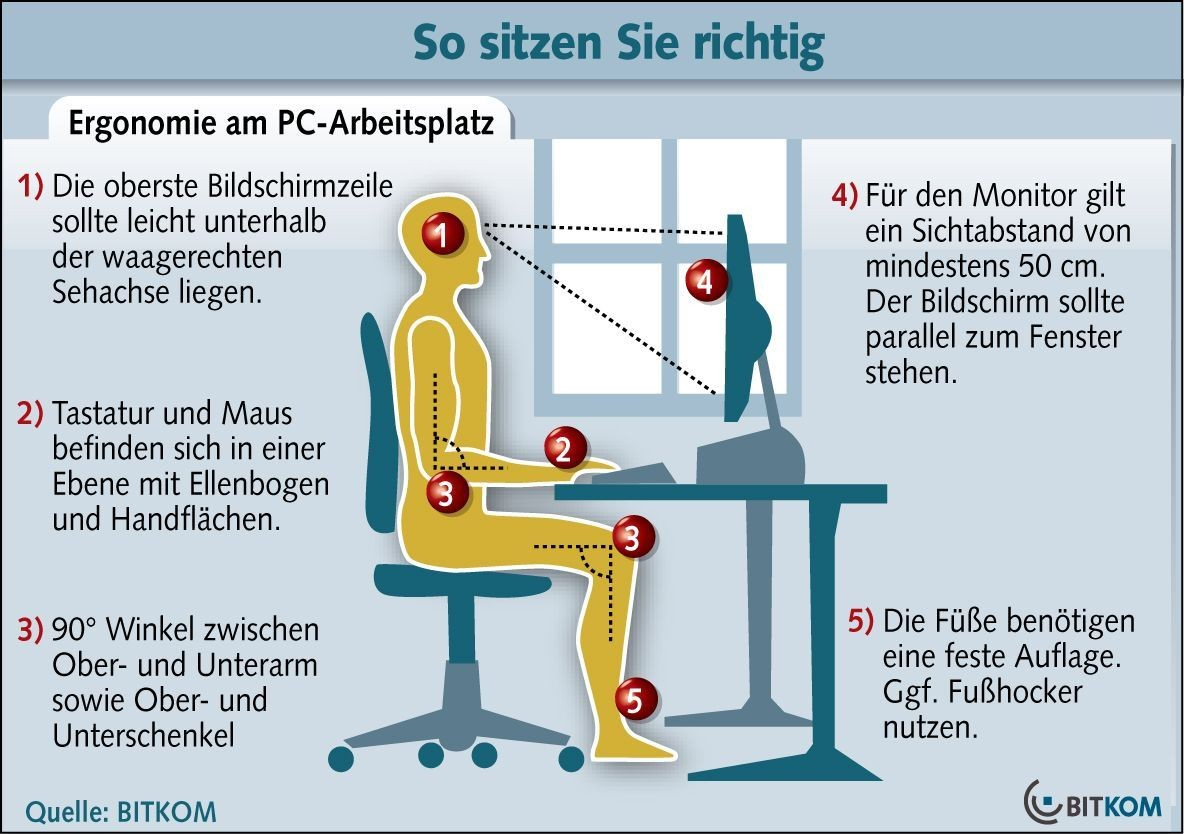 So sitzen Sie richtig
Ergonomie am PC-Arbeitsplatz
1) Die oberste Bildschirmzeile
sollte leicht unterhalb
der waagerechten
Sehachse liegen.
2) Tastatur und Maus
befinden sich in einer
Ebene mit Ellenbogen
und Handflächen.
3) 90° Winkel zwischen
Ober- und Unterarm
sowie Ober- und
Unterschenkel
1
4
2
3
3
5
4) Für den Monitor gilt
ein Sichtabstand von
mindestens 50 cm.
Der Bildschirm sollte
parallel zum Fenster
stehen.
5) Die Füße benötigen
eine feste Auflage.
Ggf. Fußhocker
nutzen.
Quelle: BITKOM
BITKOM